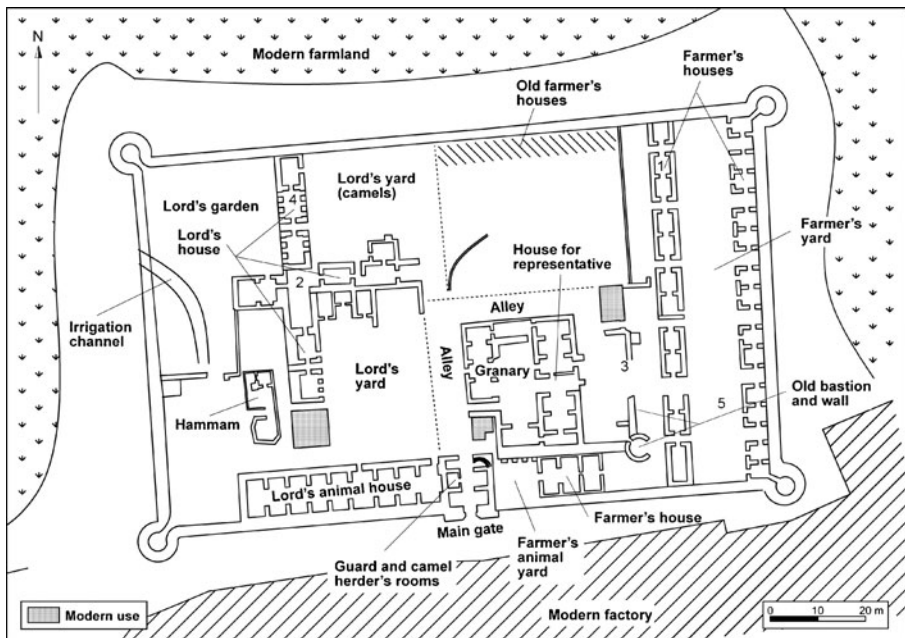 N
Modern farmland
Farmer's
houses
Old farmer's
houses
1
Lord's yard
(camels)
4
Lord's garden
Lord's
house
Farmer's
yard
House for
representative
2
Irrigation
channel
Alley
Alley
3
Granary
Lord's
yard
Old bastion
and wall
5
Hammam
Lord's animal house
Main gate
Farmer's house
Guard and camel
herder's rooms
Farmer's
animal
yard
Modern use
Modern factory
0 10 20 m